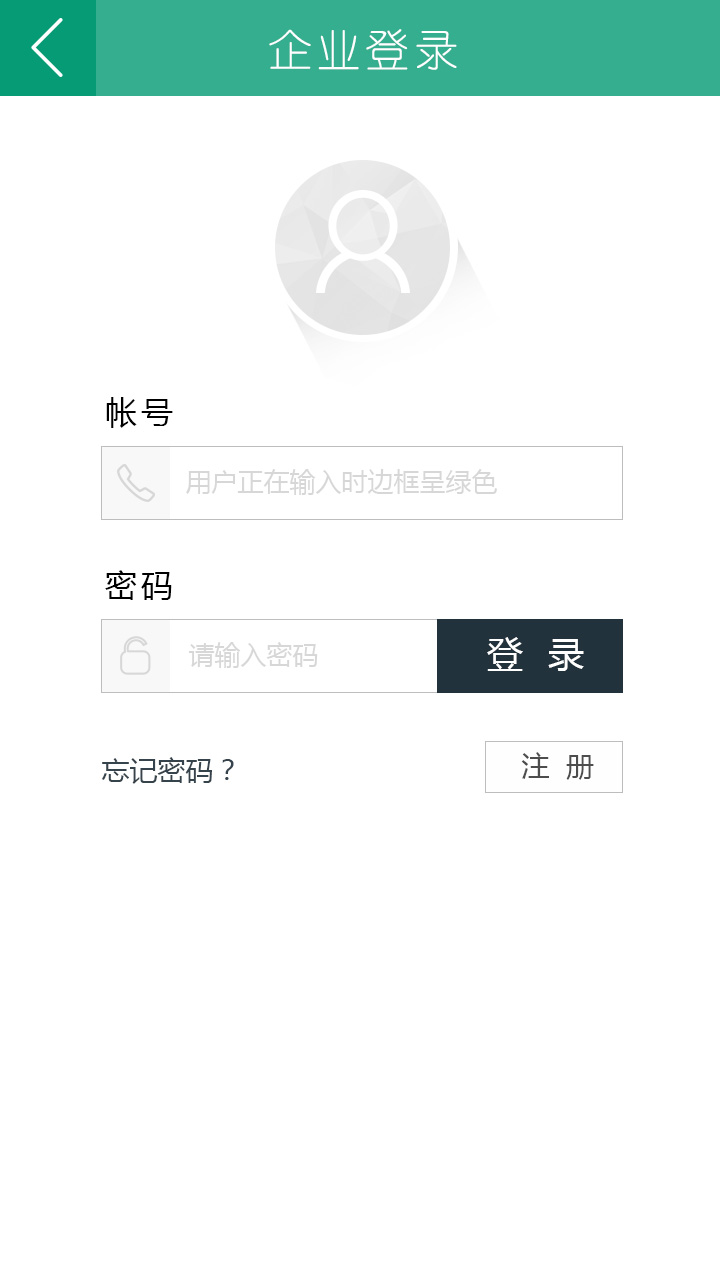 企业登录
帐号
用户正在输入时边框呈绿色
密码
请输入密码
登 录
忘记密码？
注 册